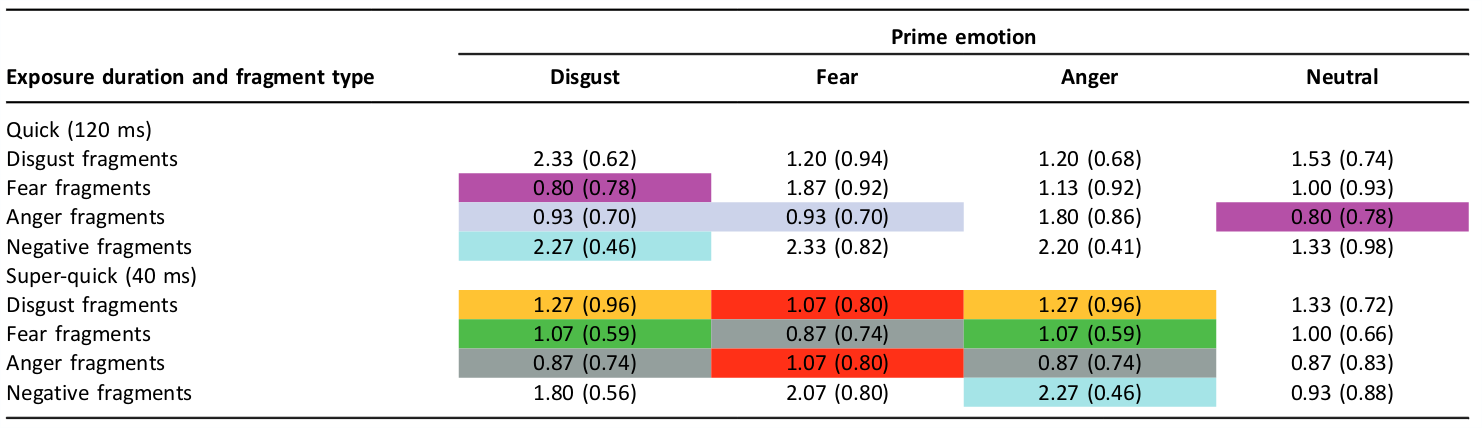 Prime emotion
Exposure duration and fragment type Disgust Fear Anger Neutral
Quick (120 ms)
Disgust fragments 2.33 (0.62) 1.20 (0.94) 1.20 (0.68) 1.53 (0.74)
Fear fragments 0.80 (0.78) 1.87 (0.92) 1.13 (0.92) 1.00 (0.93)
Anger fragments 0.93 (0.70) 0.93 (0.70) 1.80 (0.86) 0.80 (0.78)
Negative fragments 2.27 (0.46) 2.33 (0.82) 2.20 (0.41) 1.33 (0.98)
Super-quick (40 ms)
Disgust fragments 1.27 (0.96) 1.07 (0.80) 1.27 (0.96) 1.33 (0.72)
Fear fragments 1.07 (0.59) 0.87 (0.74) 1.07 (0.59) 1.00 (0.66)
Anger fragments 0.87 (0.74) 1.07 (0.80) 0.87 (0.74) 0.87 (0.83)
Negative fragments 1.80 (0.56) 2.07 (0.80) 2.27 (0.46) 0.93 (0.88)